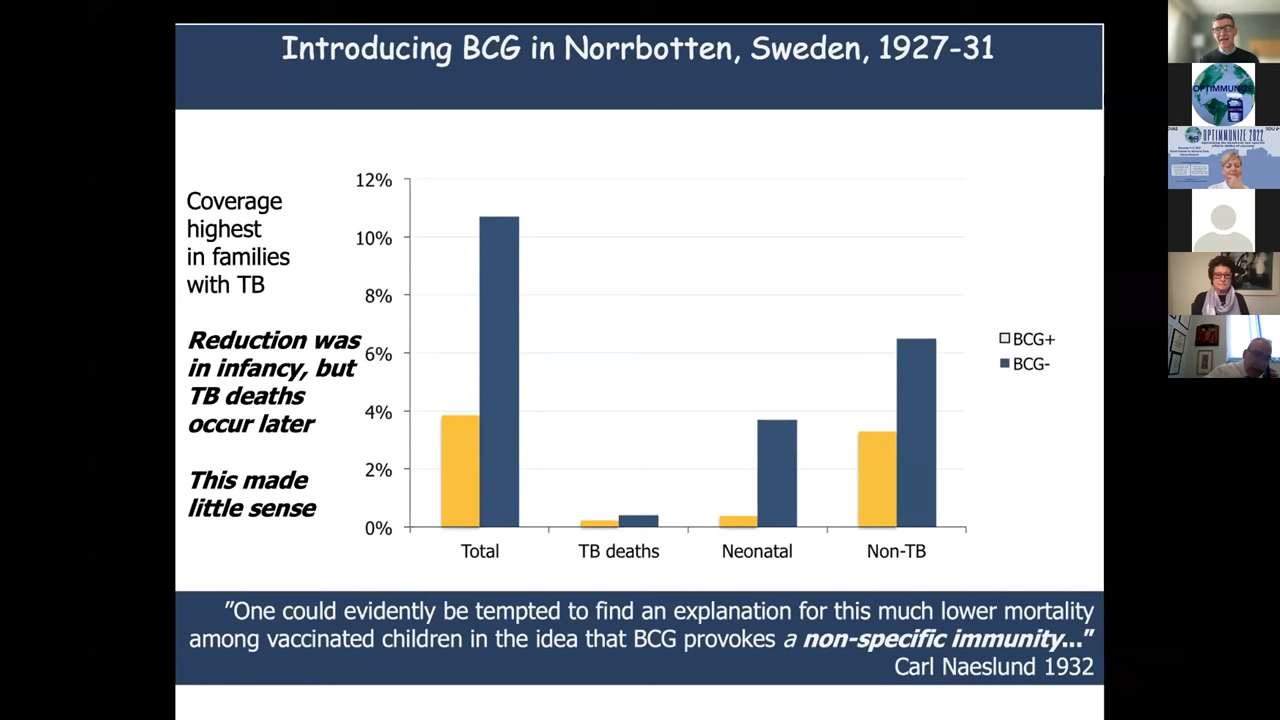 Introducing BCG in Norrbotten, Sweden, 1927-31
Coverage
highest
in families
with TB
Reduction was
in infancy, but
TB deaths
occur later
This made
little sense
12%
10%
8%
6%
4%
2%
0%
Total
TB deaths
Neonatal
Non-TB
BCG+
BCG-
”One could evidently be tempted to find an explanation for this much lower mortality
among vaccinated children in the idea that BCG provokes a non-specific immunity...”
Carl Naeslund 1932
OPTIMMUNIZE
OPTIMMUNIZE 2022